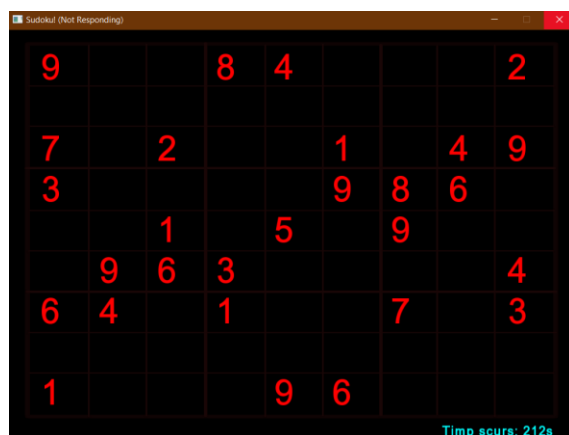 Sudoku! (Not Responding)
9 8 4 2
7 2 1 4 9
3 9 8 6
1 5 9
9 6 3 4
6 4 1 7 3
1 9 6
Timp scurs: 212s